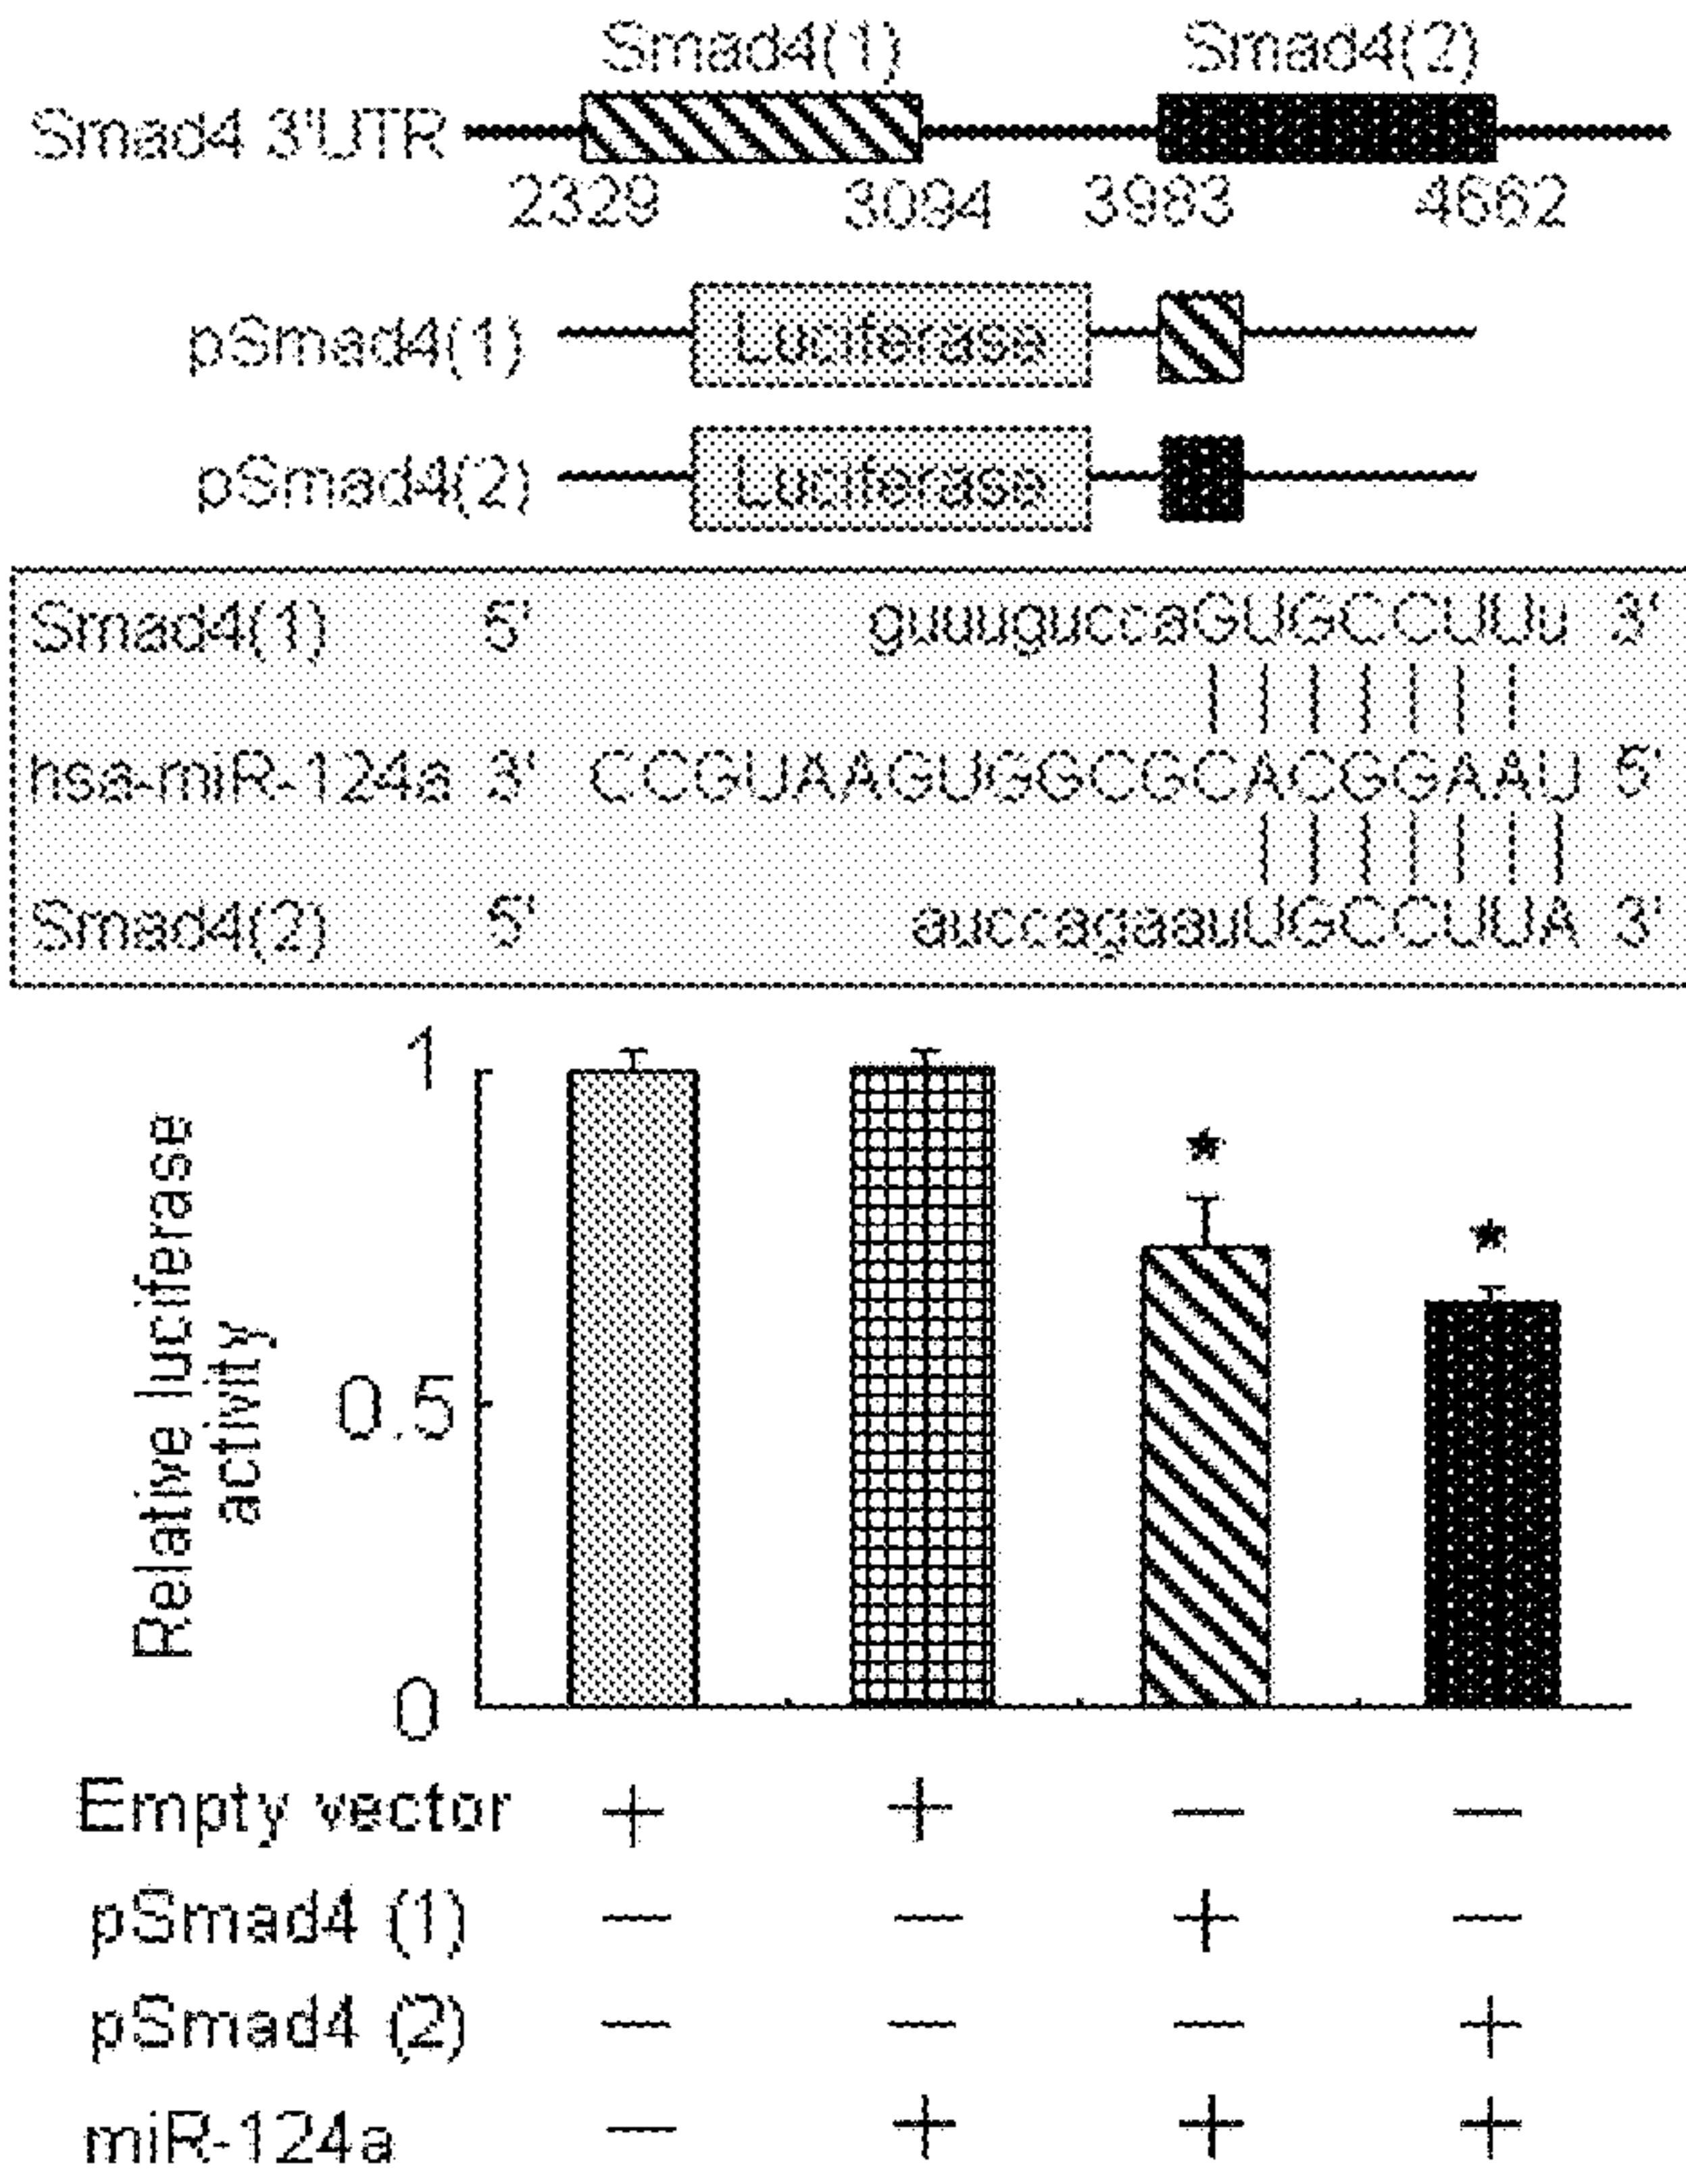 Smad4(1) Smad4(2)
Smad4 3'UTR
2329 3094 3983 4662
pSmad4(1) Luciferase
pSmad4(2) Luciferase
Smad4(1) 5' guuuguccaGUGCCUUu 3'
hsa-miR-124a 3' CCGUAAGUGGCGCACGGAAU 5'
Smad4(2) 5' auccagaauUGCCUUA 3'
1
0.5
0
Relative luciferase
activity
* *
Empty vector + + — —
pSmad4 (1) — — + —
pSmad4 (2) — — — +
miR-124a — + + +